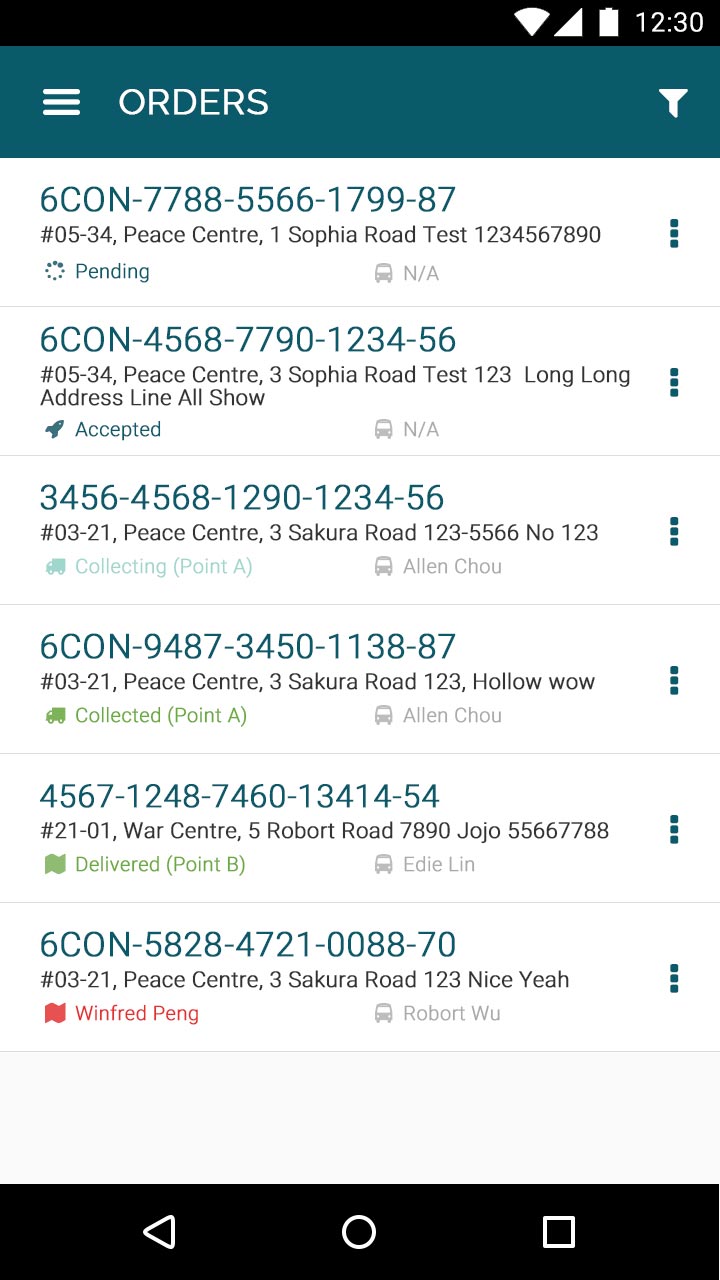 12:30
ORDERS
6CON-7788-5566-1799-87
#05-34, Peace Centre, 1 Sophia Road Test 1234567890
Pending N/A
6CON-4568-7790-1234-56
#05-34, Peace Centre, 3 Sophia Road Test 123 Long Long
Address Line All Show
Accepted N/A
3456-4568-1290-1234-56
#03-21, Peace Centre, 3 Sakura Road 123-5566 No 123
Collecting (Point A) Allen Chou
6CON-9487-3450-1138-87
#03-21, Peace Centre, 3 Sakura Road 123, Hollow wow
Collected (Point A) Allen Chou
4567-1248-7460-13414-54
#21-01, War Centre, 5 Robort Road 7890 Jojo 55667788
Delivered (Point B) Edie Lin
6CON-5828-4721-0088-70
#03-21, Peace Centre, 3 Sakura Road 123 Nice Yeah
Winfred Peng Robort Wu